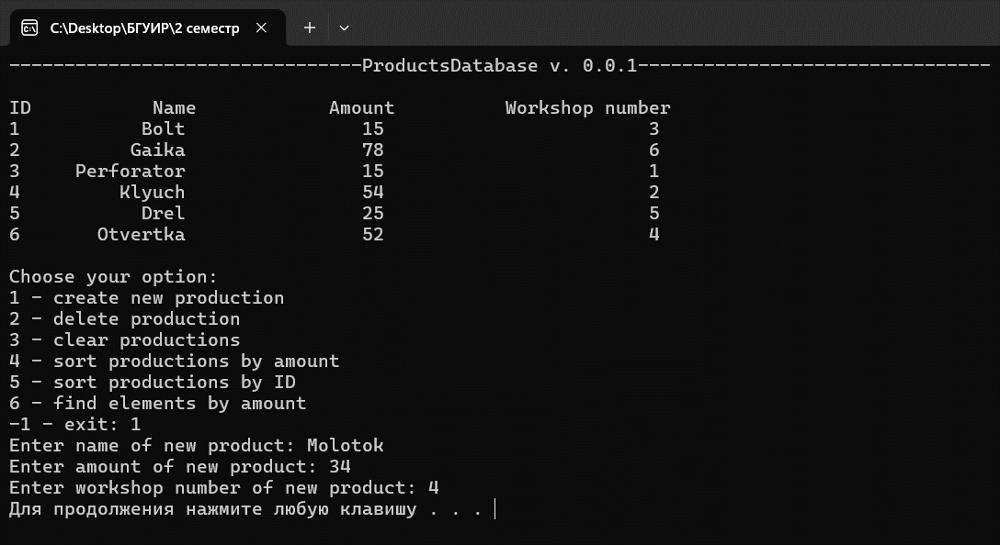 C:\Desktop\БГУИР\2 семестр
--------------------------------ProductsDatabase v. 0.0.1--------------------------------
ID Name Amount Workshop number
1 Bolt 15 3
2 Gaika 78 6
3 Perforator 15 1
4 Klyuch 54 2
5 Drel 25 5
6 Otvertka 52 4
Choose your option:
1 - create new production
2 - delete production
3 - clear productions
4 - sort productions by amount
5 - sort productions by ID
6 - find elements by amount
-1 - exit: 1
Enter name of new product: Molotok
Enter amount of new product: 34
Enter workshop number of new product: 4
Для продолжения нажмите любую клавишу . . .